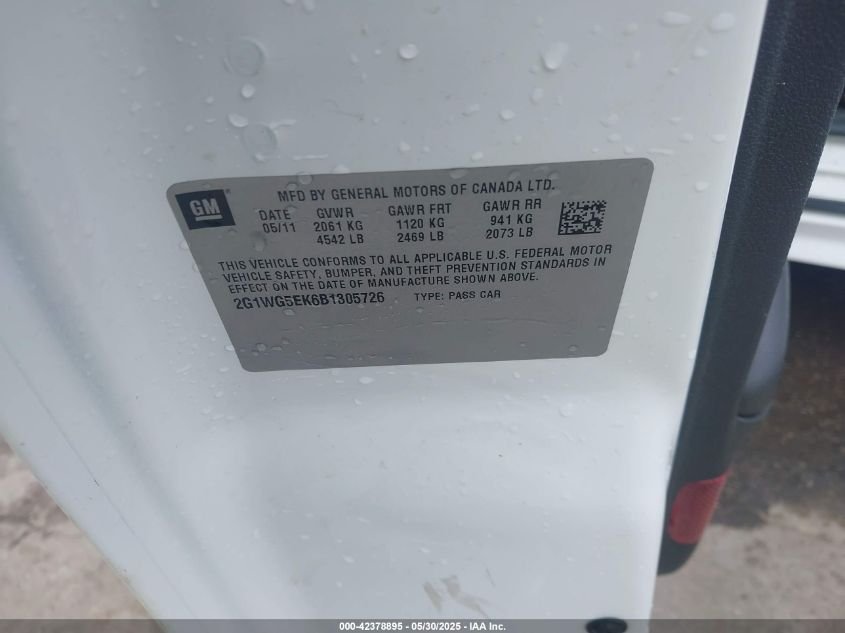 GM
MFD BY GENERAL MOTORS OF CANADA LTD.
DATE GVWR GAWR FRT GAWR RR
05/11 2061 KG 1120 KG 941 KG
4542 LB 2469 LB 2073 LB
THIS VEHICLE CONFORMS TO ALL APPLICABLE U.S. FEDERAL MOTOR
VEHICLE SAFETY, BUMPER, AND THEFT PREVENTION STANDARDS IN
EFFECT ON THE DATE OF MANUFACTURE SHOWN ABOVE.
2G1WG5EK6B1305726 TYPE: PASS CAR
000-42378895 - 05/30/2025 - IAA Inc.